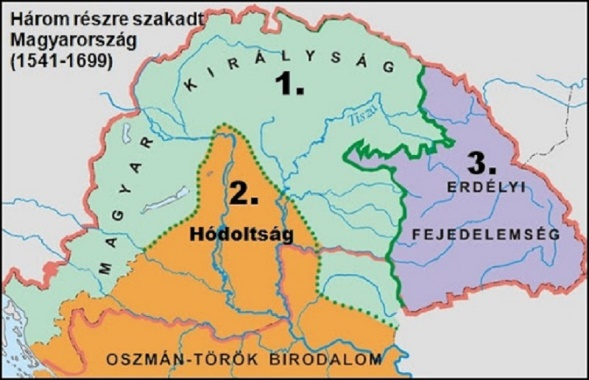 Három részre szakadt
Magyarország
(1541-1699)
MAGYAR KIRÁLYSÁG
1.
Tisza
3.
ERDÉLYI
FEJEDELEMSÉG
2.
Hódoltság
OSZMÁN-TÖRÖK BIRODALOM